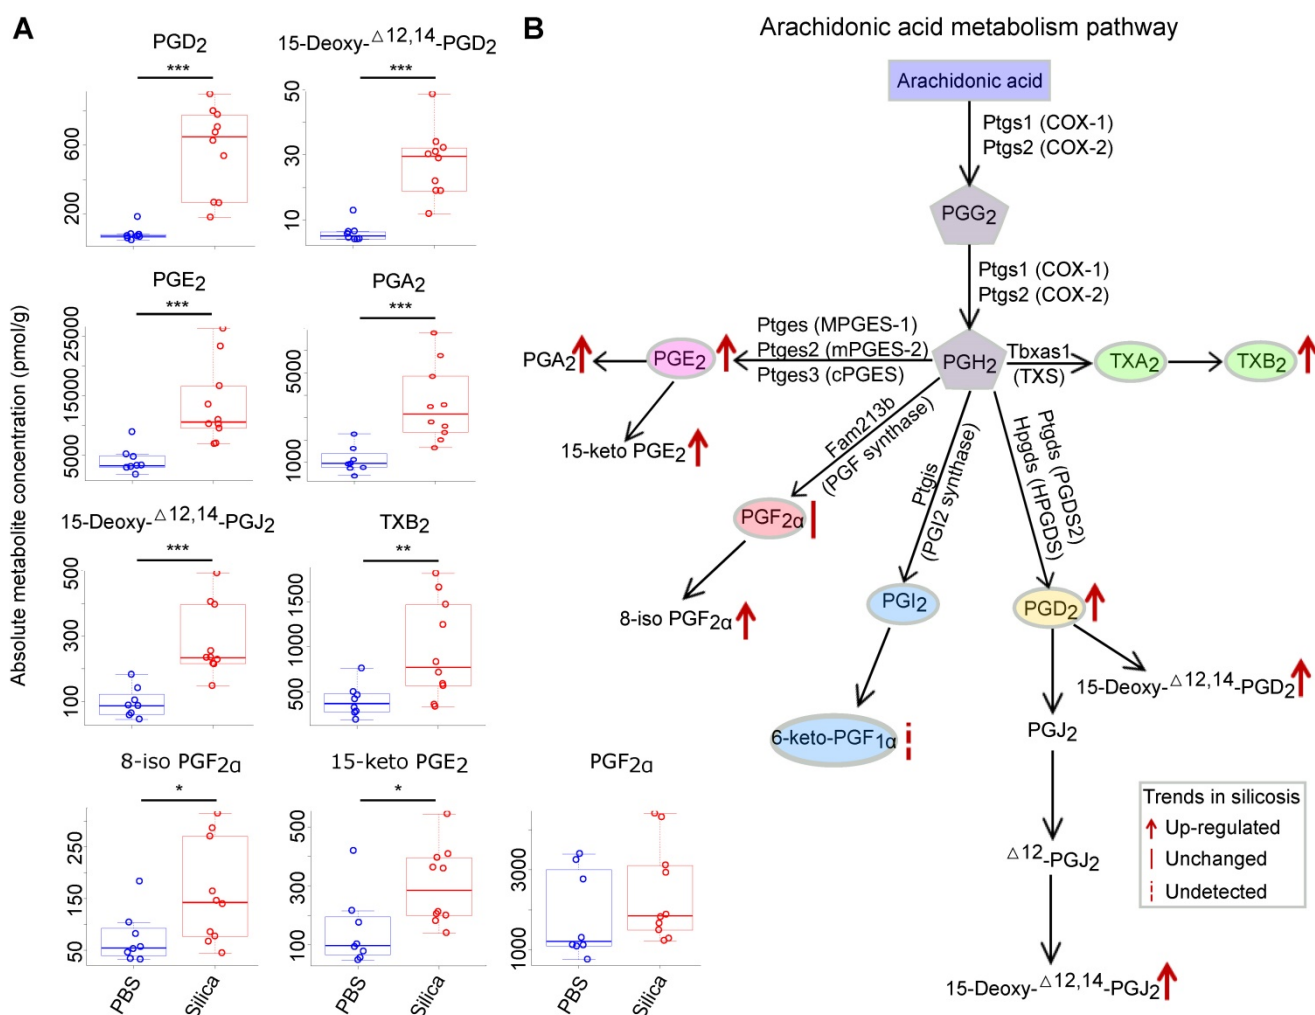 A
PGD2
***
600
200
15-Deoxy-Δ12,14-PGD2
***
50
30
10
PGE2
***
250000
150000
5000
PGA2
***
5000
1000
15-Deoxy-Δ12,14-PGJ2
***
500
300
100
TXB2
**
1500
1000
500
8-iso PGF2α
*
250
150
50
15-keto PGE2
*
500
300
100
PGF2α
3000
1000
PBS
Silica
PBS
Silica
PBS
Silica
Absolute metabolite concentration (pmol/g)
B
Arachidonic acid metabolism pathway
Arachidonic acid
Ptgs1 (COX-1)
Ptgs2 (COX-2)
PGG2
Ptgs1 (COX-1)
Ptgs2 (COX-2)
PGH2
Ptges (MPGES-1)
Ptges2 (mPGES-2)
Ptges3 (cPGES)
PGE2
PGA2
15-keto PGE2
Tbxas1
(TXS)
TXA2
TXB2
Fam213b
(PGF synthase)
PGF2α
8-iso PGF2α
Ptgis
(PGI2 synthase)
PGI2
6-keto-PGF1α
Ptgds (PGDS2)
Hpgds (HPGDS)
PGD2
15-Deoxy-Δ12,14-PGD2
PGJ2
Δ12-PGJ2
15-Deoxy-Δ12,14-PGJ2
Trends in silicosis
Up-regulated
Unchanged
Undetected